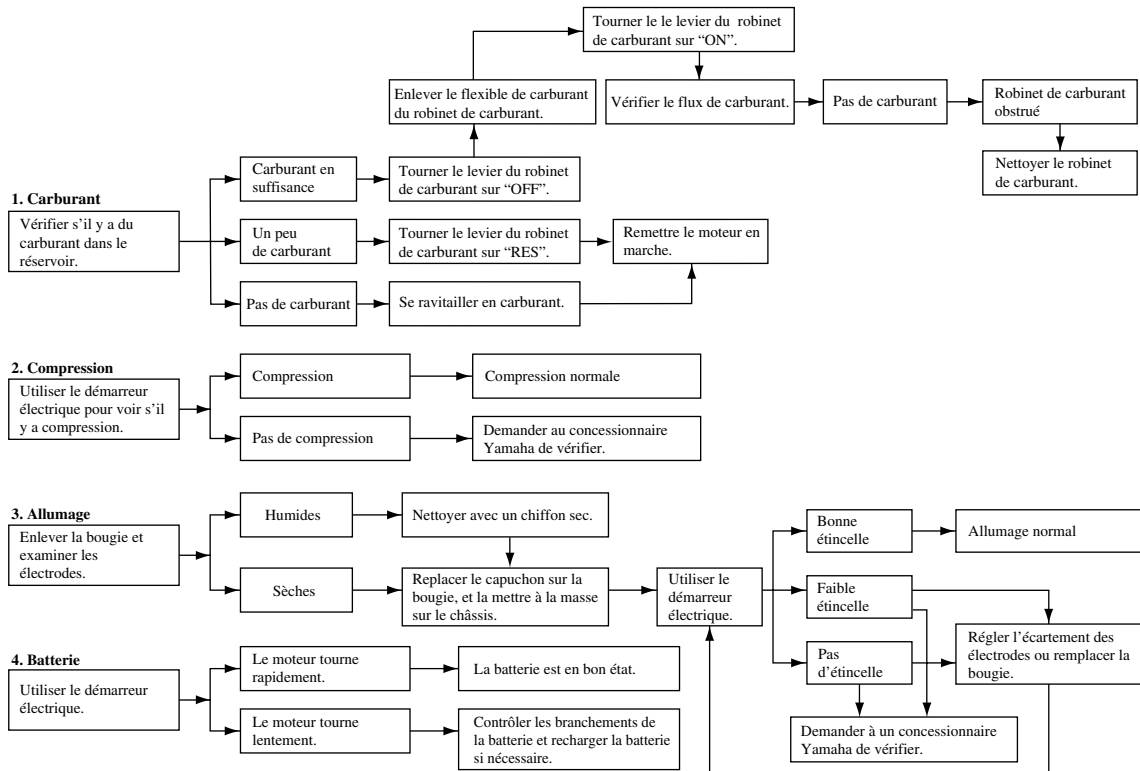 1. Carburant
Vérifier s’il y a du
carburant dans le
réservoir.
Carburant en
suffisance
Tourner le levier du robinet
de carburant sur “OFF”.
Enlever le flexible de carburant
du robinet de carburant.
Tourner le le levier du robinet
de carburant sur “ON”.
Vérifier le flux de carburant.
Pas de carburant
Robinet de carburant
obstrué
Nettoyer le robinet
de carburant.
Un peu
de carburant
Tourner le levier du robinet
de carburant sur “RES”.
Remettre le moteur en
marche.
Pas de carburant
Se ravitailler en carburant.
2. Compression
Utiliser le démarreur
électrique pour voir s’il
y a compression.
Compression
Compression normale
Pas de compression
Demander au concessionnaire
Yamaha de vérifier.
3. Allumage
Enlever la bougie et
examiner les
électrodes.
Humides
Nettoyer avec un chiffon sec.
Sèches
Replacer le capuchon sur la
bougie, et la mettre à la masse
sur le châssis.
Utiliser le
démarreur
électrique.
Bonne
étincelle
Allumage normal
Faible
étincelle
Pas
d’étincelle
Régler l’écartement des
électrodes ou remplacer la
bougie.
Demander à un concessionnaire
Yamaha de vérifier.
4. Batterie
Utiliser le démarreur
électrique.
Le moteur tourne
rapidement.
La batterie est en bon état.
Le moteur tourne
lentement.
Contrôler les branchements de
la batterie et recharger la batterie
si nécessaire.